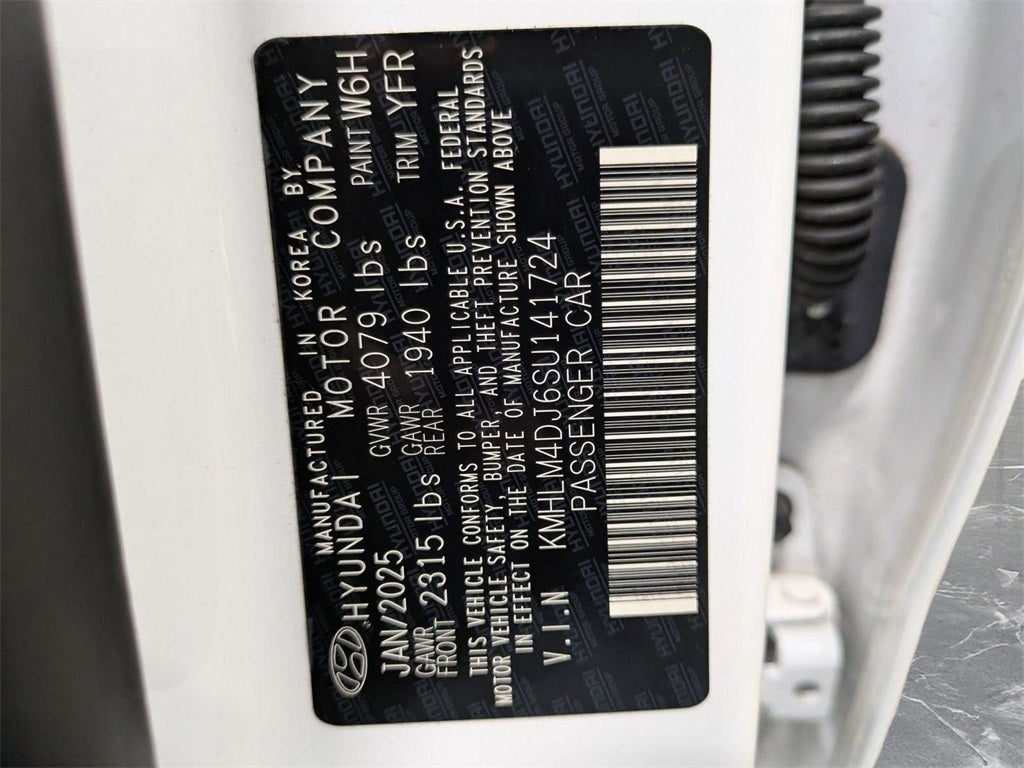 MANUFACTURED IN KOREA BY.
HYUNDAI MOTOR COMPANY
JAN/2025 GVWR 4079 lbs PAINT W6H
GAWR FRONT 2315 lbs GAWR REAR 1940 lbs TRIM YFR
THIS VEHICLE CONFORMS TO ALL APPLICABLE U.S.A. FEDERAL
MOTOR VEHICLE SAFETY, BUMPER, AND THEFT PREVENTION STANDARDS
IN EFFECT ON THE DATE OF MANUFACTURE SHOWN ABOVE
V.I.N KMHLM4DJ6SU141724
PASSENGER CAR